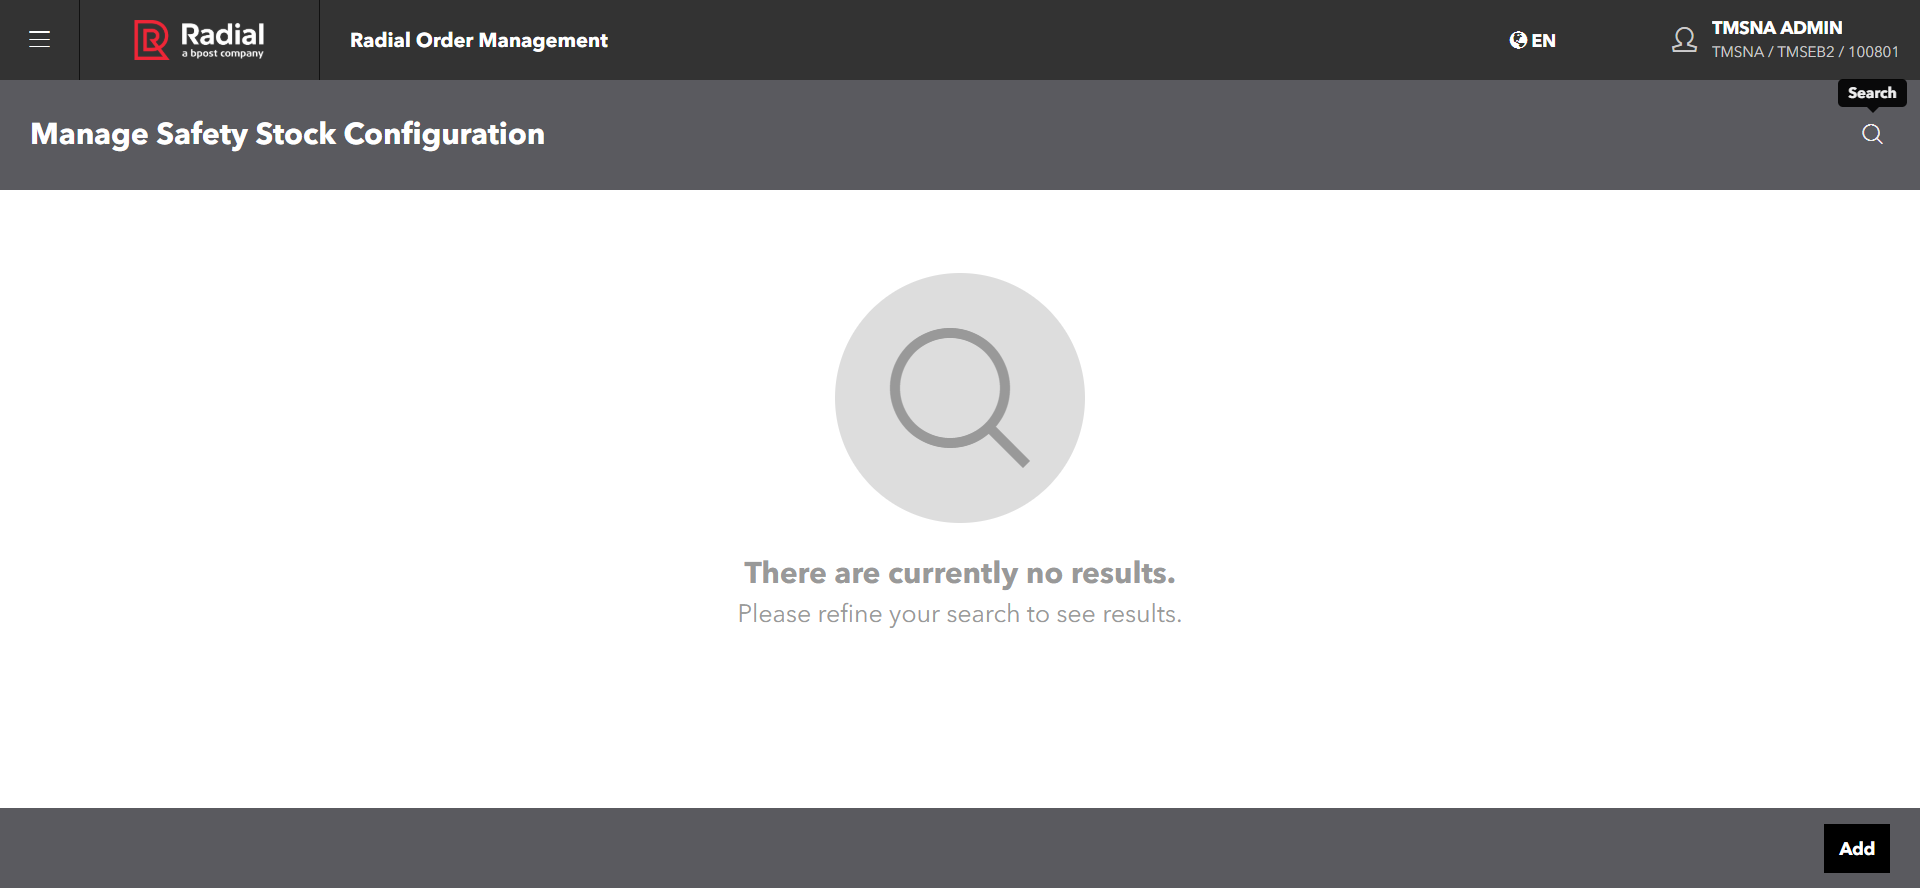 Radial
a bpost company
Radial Order Management
EN
TMSNA ADMIN
TMSNA / TMSEB2 / 100801
Search
Manage Safety Stock Configuration
There are currently no results.
Please refine your search to see results.
Add